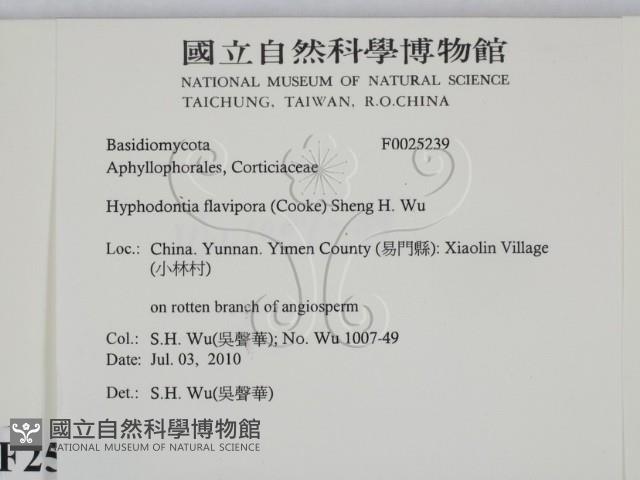 國立自然科學博物館
NATIONAL MUSEUM OF NATURAL SCIENCE
TAICHUNG, TAIWAN, R.O.CHINA
Basidiomycota F0025239
Aphyllophorales, Corticiaceae
Hyphodontia flavipora (Cooke) Sheng H. Wu
Loc.: China. Yunnan. Yimen County (易門縣): Xiaolin Village
(小林村)
on rotten branch of angiosperm
Col.: S.H. Wu(吳聲華); No. Wu 1007-49
Date: Jul. 03, 2010
Det.: S.H. Wu(吳聲華)
國立自然科學博物館
NATIONAL MUSEUM OF NATURAL SCIENCE
F25